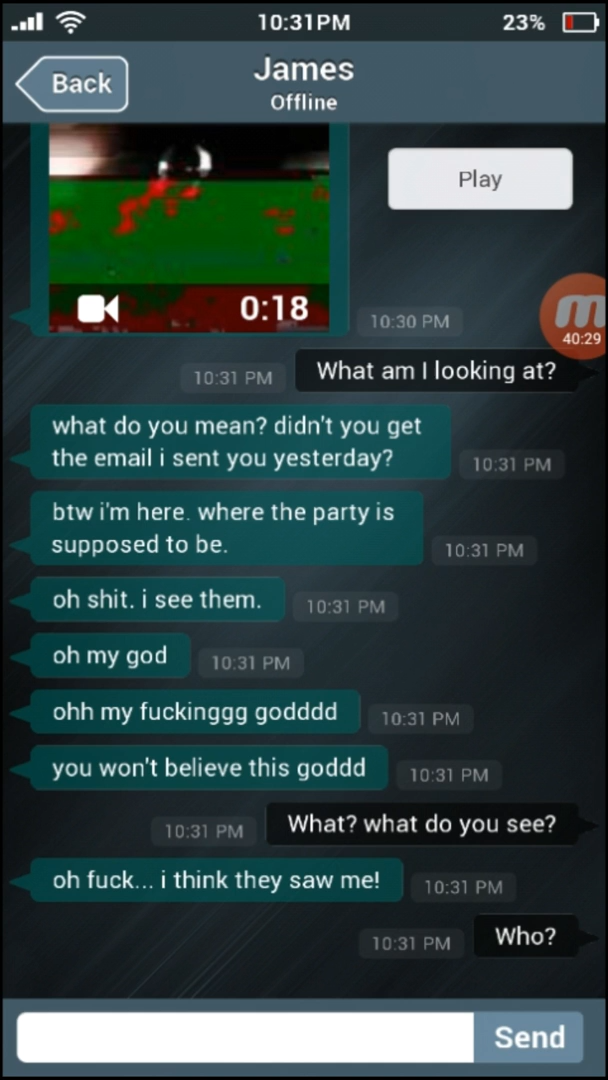 10:31PM
23%
Back
James
Offline
Play
0:18
10:30 PM
m
40:29
What am I looking at?
10:31 PM
what do you mean? didn't you get
the email i sent you yesterday?
10:31 PM
btw i'm here. where the party is
supposed to be.
10:31 PM
oh shit. i see them.
10:31 PM
oh my god
10:31 PM
ohh my fuckinggg godddd
10:31 PM
you won't believe this goddd
10:31 PM
What? what do you see?
10:31 PM
oh fuck... i think they saw me!
10:31 PM
Who?
10:31 PM
Send